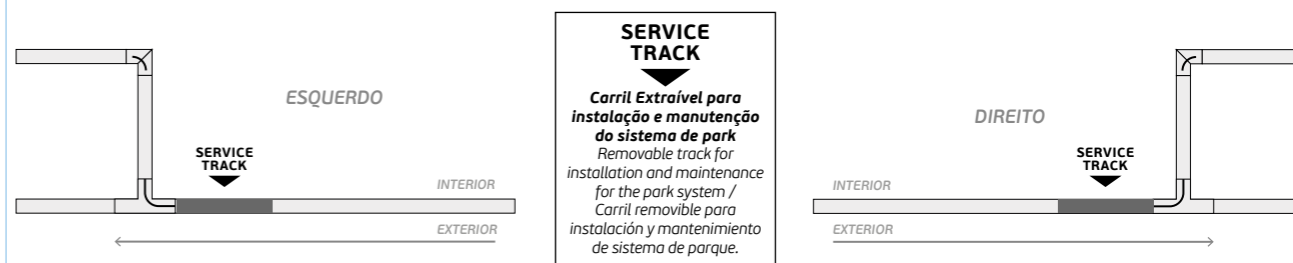 ESQUERDO
SERVICE
TRACK
INTERIOR
EXTERIOR
SERVICE
TRACK
Carril Extraível para
instalação e manutenção
do sistema de park
Removable track for
installation and maintenance
for the park system /
Carril removible para
instalación y mantenimiento
de sistema de parque.
DIREITO
SERVICE
TRACK
INTERIOR
EXTERIOR